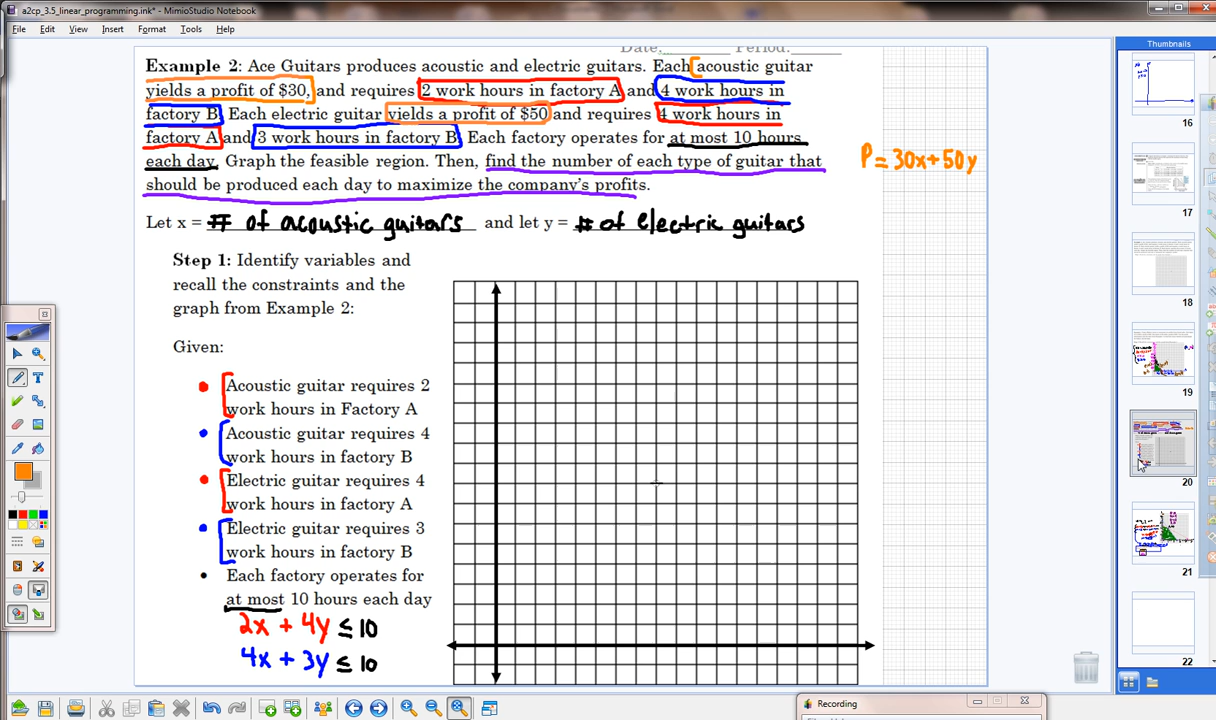 a2cp_3.5_linear_programming.ink* - MimioStudio Notebook
File Edit View Insert Format Tools Help
Date, Period:
Example 2: Ace Guitars produces acoustic and electric guitars. Each acoustic guitar
yields a profit of $30, and requires 2 work hours in factory A and 4 work hours in
factory B. Each electric guitar yields a profit of $50 and requires 4 work hours in
factory A and 3 work hours in factory B. Each factory operates for at most 10 hours
each day. Graph the feasible region. Then, find the number of each type of guitar that
should be produced each day to maximize the company's profits.
P = 30x + 50y
Let x = # of acoustic guitars and let y = # of electric guitars
Step 1: Identify variables and
recall the constraints and the
graph from Example 2:
Given:
• Acoustic guitar requires 2
work hours in Factory A
• Acoustic guitar requires 4
work hours in factory B
• Electric guitar requires 4
work hours in factory A
• Electric guitar requires 3
work hours in factory B
• Each factory operates for
at most 10 hours each day
2x + 4y ≤ 10
4x + 3y ≤ 10
Thumbnails
16
17
18
19
20
21
22
Recording